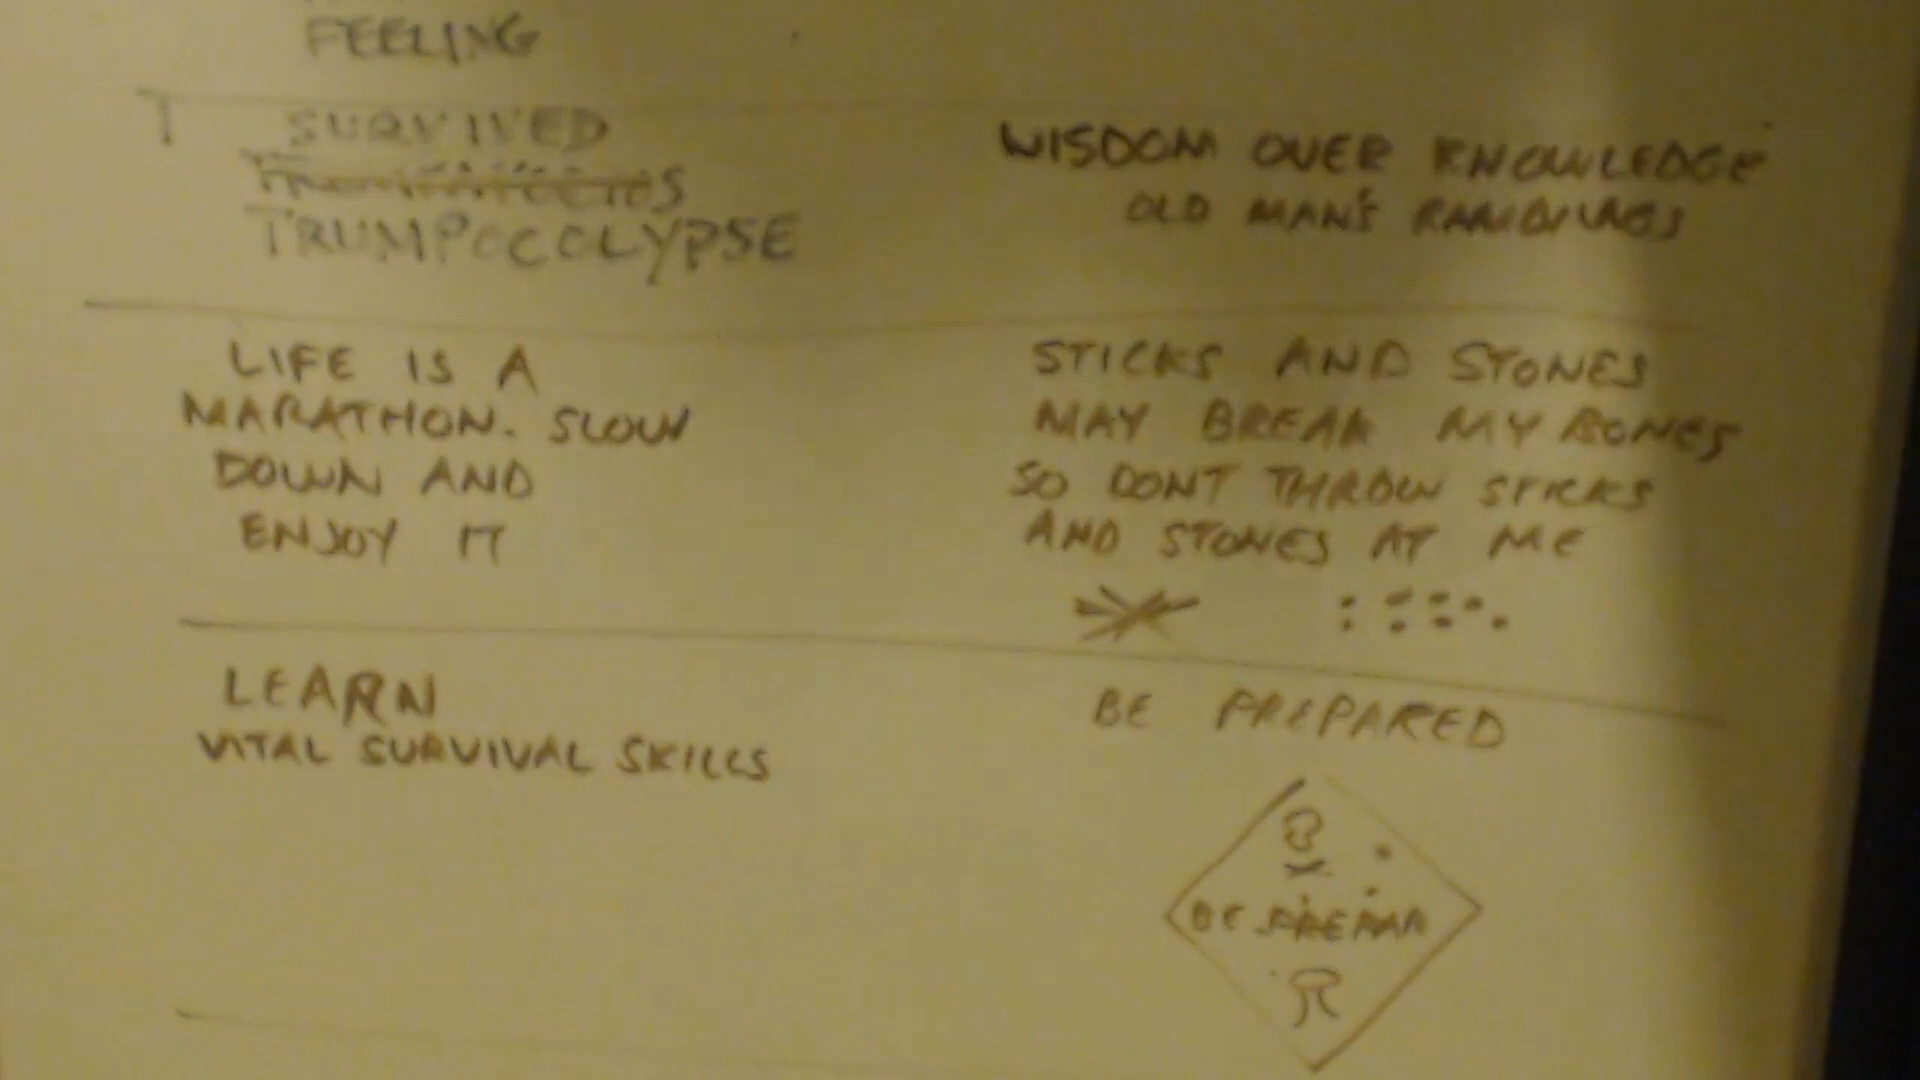 FEELING
I SURVIVED
TRUMPOCOLYPSE
WISDOM OVER KNOWLEDGE
OLD MAN'S RAMBLINGS
LIFE IS A
MARATHON. SLOW
DOWN AND
ENJOY IT
STICKS AND STONES
MAY BREAK MY BONES
SO DONT THROW STICKS
AND STONES AT ME
LEARN
VITAL SURVIVAL SKILLS
BE PREPARED
BE